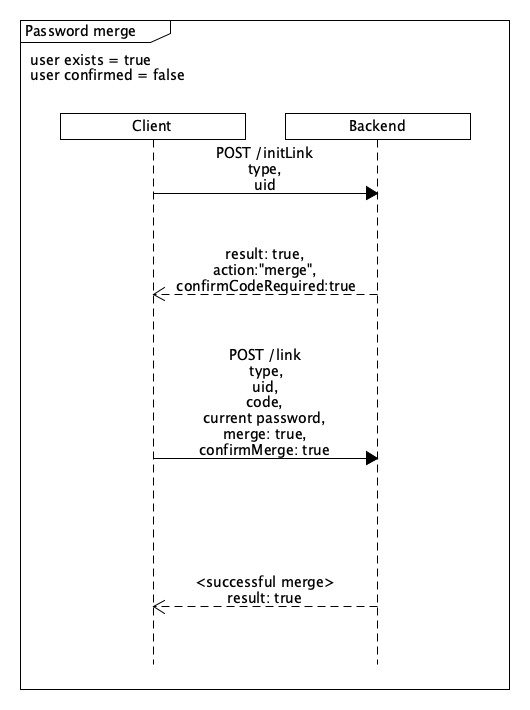 Password merge
user exists = true
user confirmed = false
Client
Backend
POST /initLink
type,
uid
result: true,
action:"merge",
confirmCodeRequired:true
POST /link
type,
uid,
code,
current password,
merge: true,
confirmMerge: true
<successful merge>
result: true